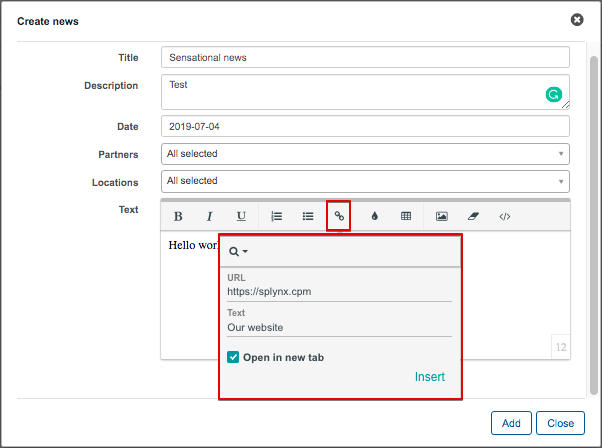 Create news
Title Sensational news
Description Test
Date 2019-07-04
Partners All selected
Locations All selected
Text B I U
Hello
URL
https://splynx.cpm
Text
Our website
12
Open in new tab
Insert
Add Close